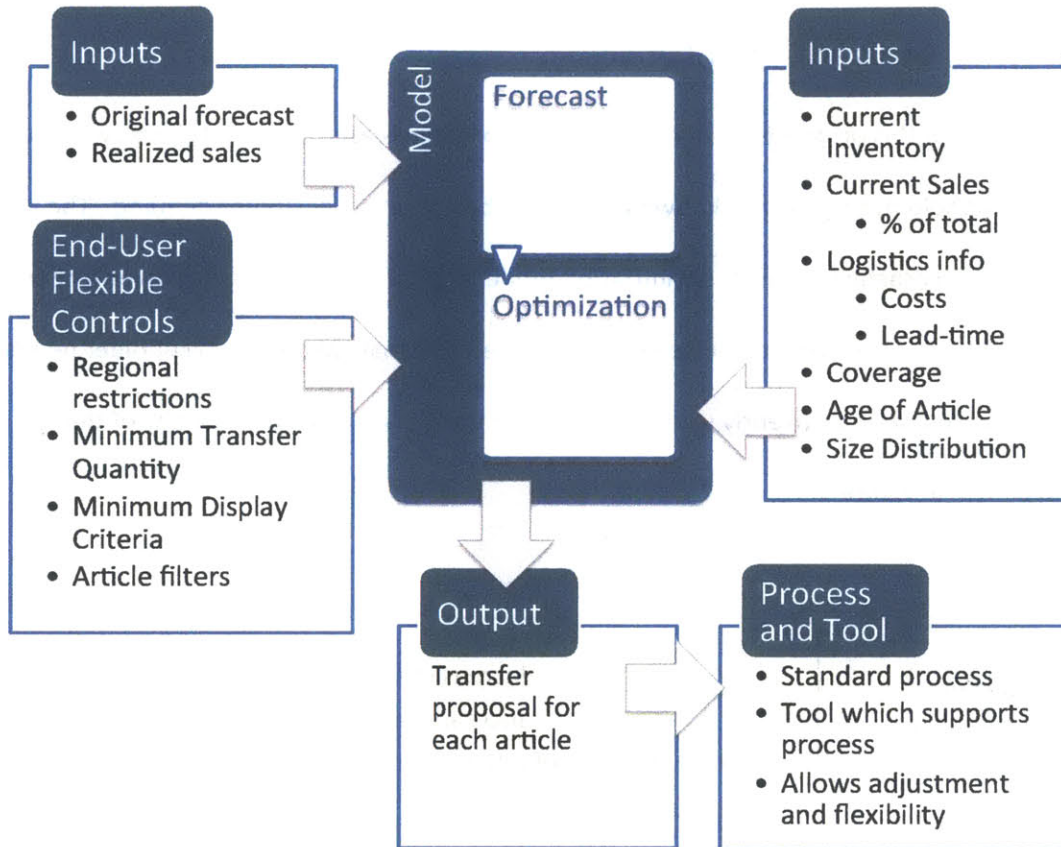 Inputs
• Original forecast
• Realized sales
End-User
Flexible
Controls
• Regional
restrictions
• Minimum Transfer
Quantity
• Minimum Display
Criteria
• Article filters
Model
Forecast
Optimization
Inputs
• Current
Inventory
• Current Sales
• % of total
• Logistics info
• Costs
• Lead-time
• Coverage
• Age of Article
• Size Distribution
Output
Transfer
proposal for
each article
Process
and Tool
• Standard process
• Tool which supports
process
• Allows adjustment
and flexibility